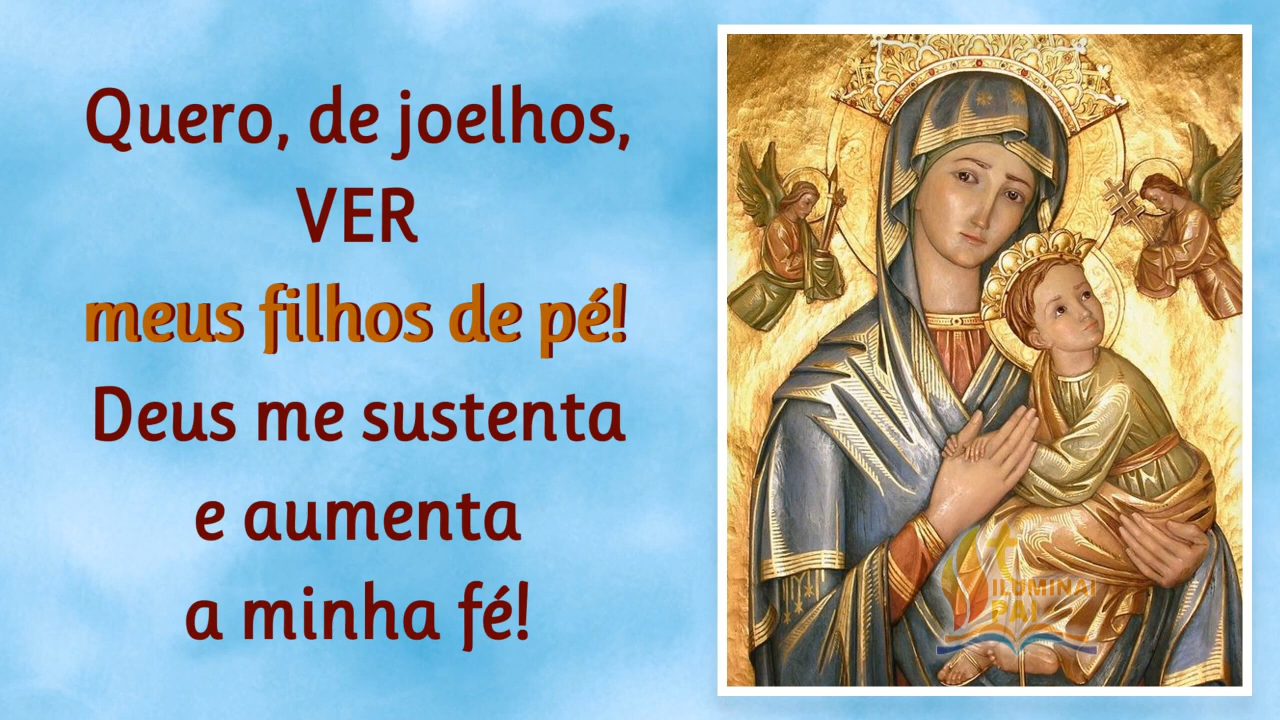 Quero, de joelhos,
VER
meus filhos de pé!
Deus me sustenta
e aumenta
a minha fé!
ILUMINAI
PAI